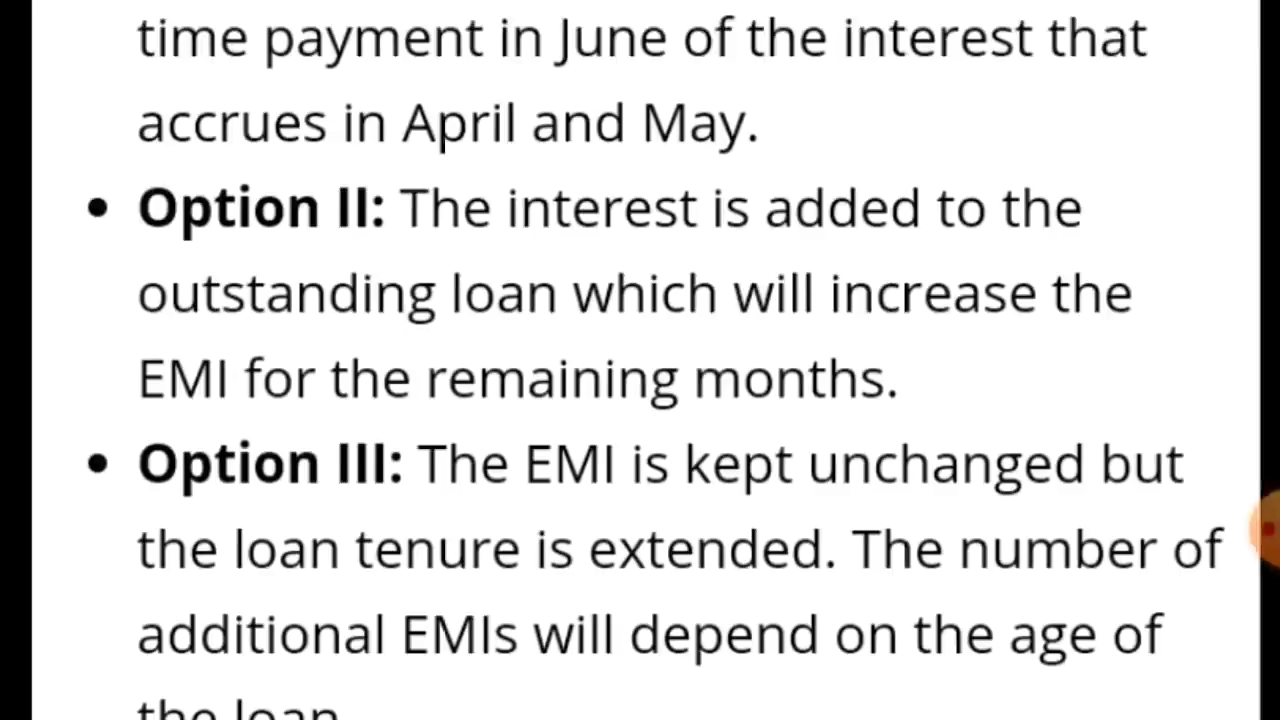 time payment in June of the interest that
accrues in April and May.
• Option II: The interest is added to the
outstanding loan which will increase the
EMI for the remaining months.
• Option III: The EMI is kept unchanged but
the loan tenure is extended. The number of
additional EMIs will depend on the age of
the loan